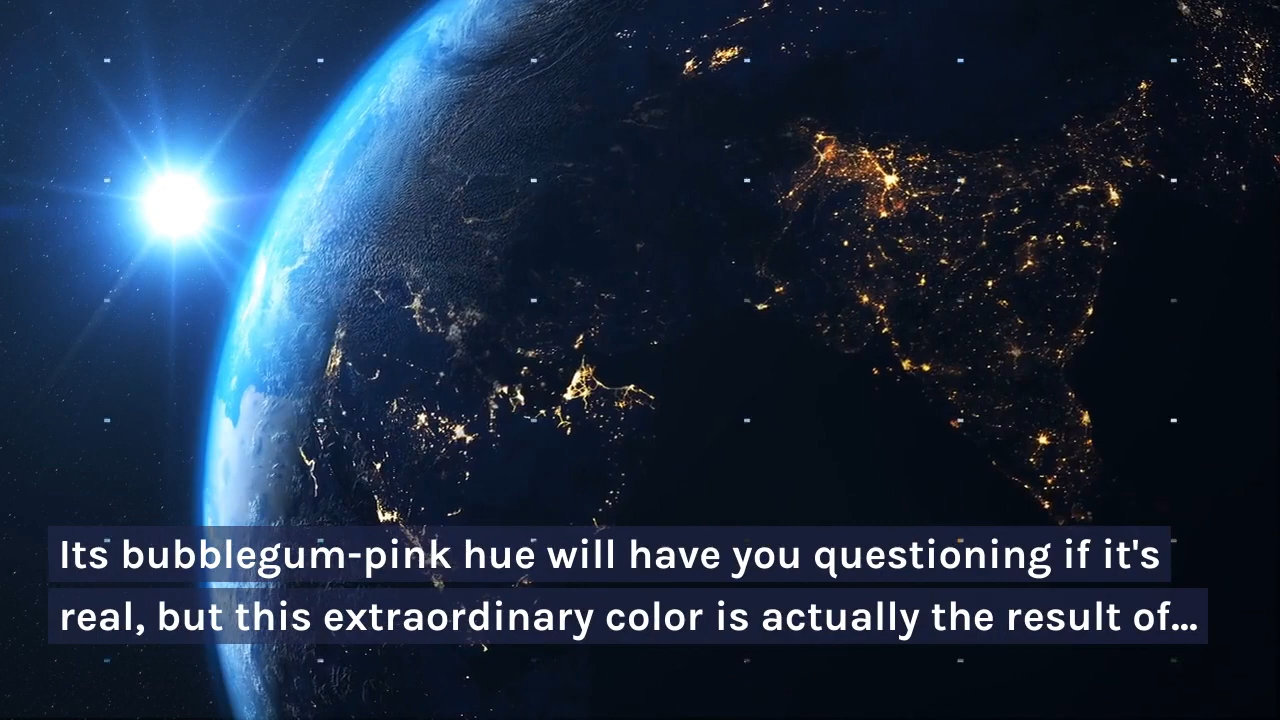 Its bubblegum-pink hue will have you questioning if it's
real, but this extraordinary color is actually the result of...